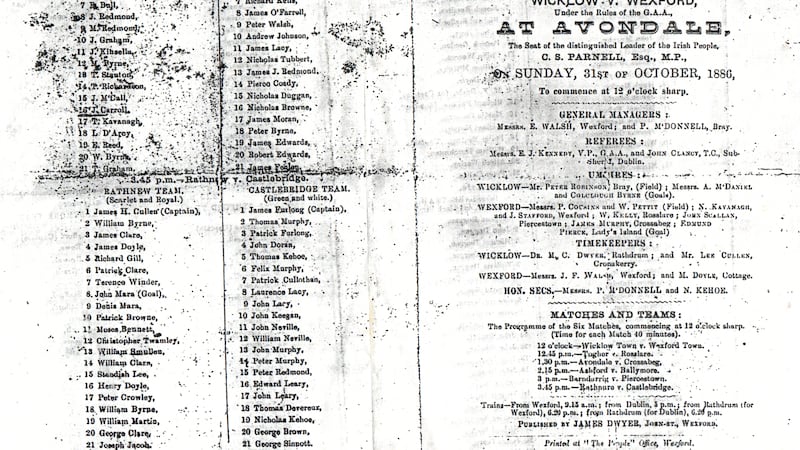 7 B. Bull,
8 J. Redmond,
9 M. Redmond,
10 J. Graham,
11 J. Kinsella,
12 M. Byrne,
13 T. Staunton,
14 P. Richardson,
15 J. M'Call,
16 J. Carroll,
17 T. Kavanagh,
18 L. D'Arcy,
19 E. Reed,
20 W. Byrne,
21 T. Graham,
8 James O'Farrell,
9 Peter Walsh,
10 Andrew Johnson,
11 James Lacy,
12 Nicholas Tubbert,
13 James J. Redmond,
14 Pierce Coady,
15 Nicholas Duggan,
16 Nicholas Browne,
17 James Moran,
18 Peter Byrne,
19 James Edwards,
20 Robert Edwards,
21 James
3.45 p.m.—Rathnew v. Castlebridge.
RATHNEW TEAM.
(Scarlet and Royal.)
1 James H. Cullen (Captain),
2 William Byrne,
3 James Clare,
4 James Doyle,
5 Richard Gill,
6 Patrick Clare,
7 Terence Winder,
8 John Mara (Goal),
9 Denis Mara,
10 Patrick Browne,
11 Moses Bennett,
12 Christopher Twamley,
13 William Smullen,
14 William Clare,
15 Standish Lee,
16 Henry Doyle,
17 Peter Crowley,
18 William Byrne,
19 William Martin,
20 George Clare,
21 Joseph Jacob.
CASTLEBRIDGE TEAM.
(Green and white.)
1 James Furlong (Captain),
2 Thomas Murphy,
3 Patrick Furlong,
4 John Doran,
5 Thomas Kehoe,
6 Felix Murphy,
7 Patrick Cullothan,
8 Laurence Lacy,
9 John Lacy,
10 John Keegan,
11 John Neville,
12 William Neville,
13 John Murphy,
14 Peter Murphy,
15 Peter Redmond,
16 Edward Leary,
17 John Leary,
18 Thomas Devereux,
19 Nicholas Kehoe,
20 George Brown,
21 George Sinnott.
WICKLOW V. WEXFORD,
Under the Rules of the G.A.A.,
AT AVONDALE,
The Seat of the distinguished Leader of the Irish People,
C. S. PARNELL, Esq., M.P.,
ON SUNDAY, 31ST OF OCTOBER, 1886,
To commence at 12 o'clock sharp.
GENERAL MANAGERS :
MESSRS. E. WALSH, Wexford; and P. M'DONNELL, Bray.
REFEREES :
MESSRS. E. J. KENNEDY, V.P., G.A.A., and JOHN CLANCY, T.C., Sub-
Sheriff, Dublin.
UMPIRES :
WICKLOW—MR. PETER ROBINSON, Bray, (Field) ; MESSRS. A. M'DANIEL
and COLCLOUGH BYRNE (Goals).
WEXFORD—MESSRS. P. COUSINS and W. PETTIT (Field) ; N. KAVANAGH,
and J. STAFFORD, Wexford ; W. KELLY, Rosslare ; JOHN SCALLAN,
Piercestown ; JAMES MURPHY, Crossabeg ; EDMUND
PIERCE, Lady's Island (Goal)
TIMEKEEPERS :
WICKLOW—DR. M. C. DWYER, Rathdrum ; and MR. LEE CULLEN,
Cronakerry.
WEXFORD—MESSRS. J. F. WALSH, Wexford; and M. DOYLE, Cottage.
HON. SECS.—MESSRS. P. M'DONNELL and N. KEHOE.
MATCHES AND TEAMS :
The Programme of the Six Matches, commencing at 12 o'clock sharp.
(Time for each Match 40 minutes).
12 o'clock—Wicklow Town v. Wexford Town.
12.45 p.m.—Tugher v. Rosslare.
1.30 p.m.—Avondale v. Crossabeg.
2.15 p.m.—Ashford v. Ballymore.
3 p.m.—Barndarrig v. Piercestown.
3.45 p.m.—Rathnure v. Castlebridge.
Trains—From Wexford, 9.15 a.m.; from Dublin, 5 p.m.; from Rathdrum (for
Wexford), 6.20 p.m.; from Rathdrum (for Dublin), 6.20 p.m.
PUBLISHED BY JAMES DWYER, JOHN-ST., WEXFORD.
Printed at "The People" Office, Wexford.